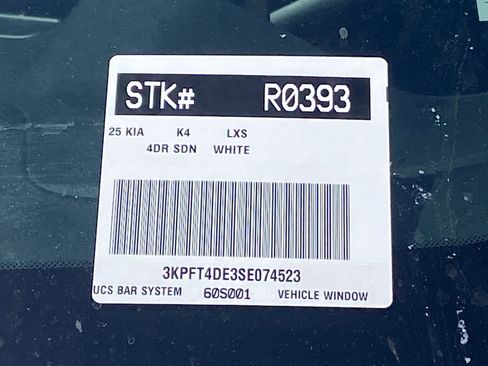 STK# R0393
25 KIA K4 LXS
4DR SDN WHITE
3KPFT4DE3SE074523
UCS BAR SYSTEM 60S001 VEHICLE WINDOW